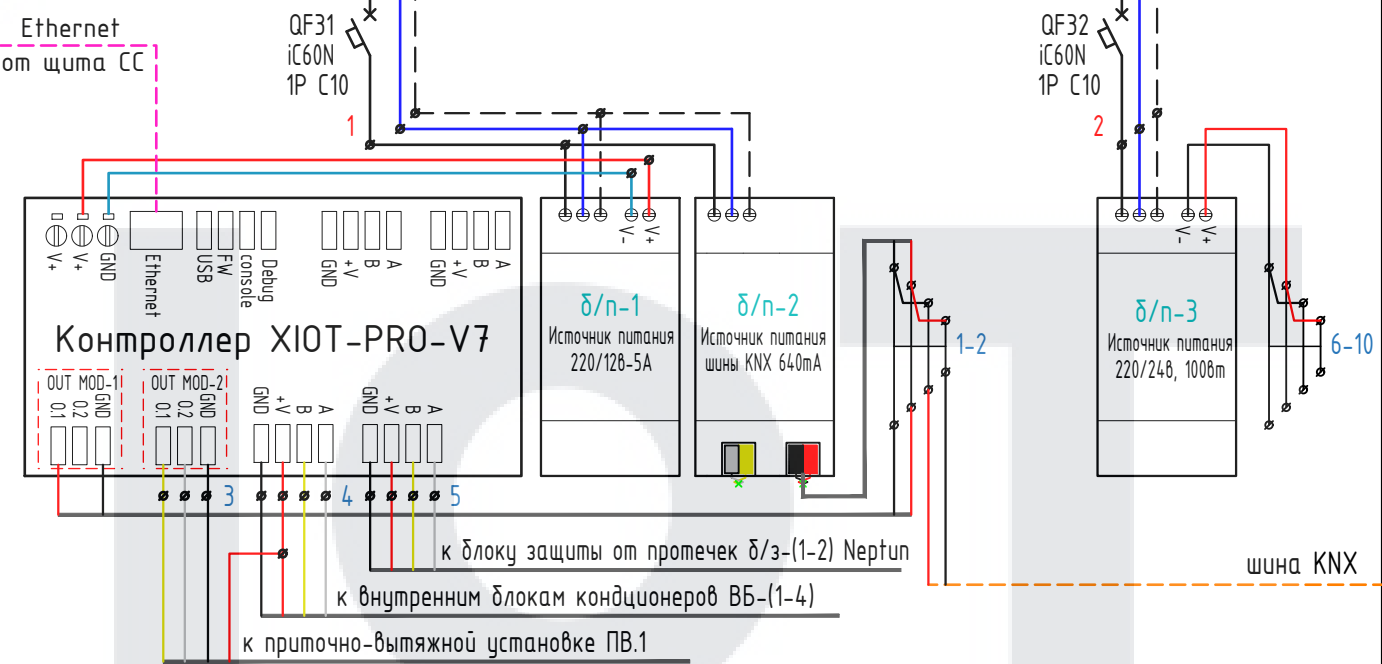 Ethernet
от щита СС
QF31
iC60N
1P C10
1
QF32
iC60N
1P C10
2
V+
V+
GND
Ethernet
USB
FW
console
Debug
GND
+V
B
A
GND
+V
B
A
V-
V+
V-
V+
Контроллер XIOT-PRO-V7
б/п-1
Источник питания
220/12в-5А
б/п-2
Источник питания
шины KNX 640mA
1-2
б/п-3
Источник питания
220/24в, 100вт
6-10
OUT MOD-1
0.1
0.2
GND
OUT MOD-2
0.1
0.2
GND
GND
+V
B
A
GND
+V
B
A
3
4
5
к блоку защиты от протечек б/з-(1-2) Neptun
шина KNX
к внутренним блокам кондционеров ВБ-(1-4)
к приточно-вытяжной установке ПВ.1